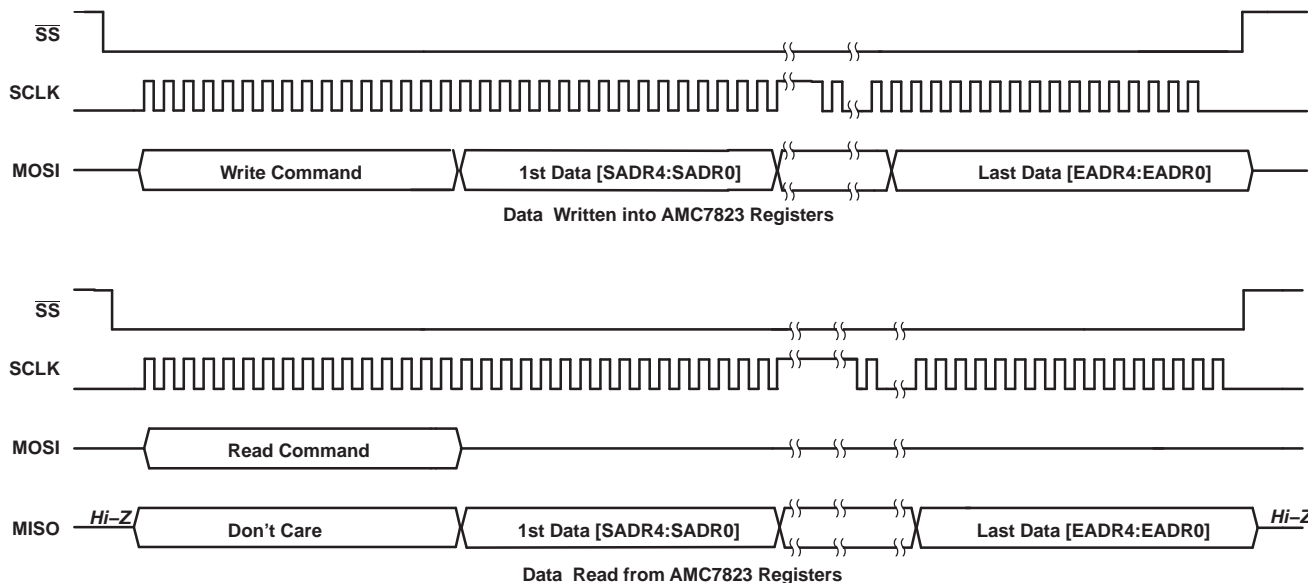 SS
SCLK
MOSI
Write Command
1st Data [SADR4:SADR0]
Last Data [EADR4:EADR0]
Data Written into AMC7823 Registers
SS
SCLK
MOSI
Read Command
MISO
Hi–Z
Don't Care
1st Data [SADR4:SADR0]
Last Data [EADR4:EADR0]
Hi–Z
Data Read from AMC7823 Registers